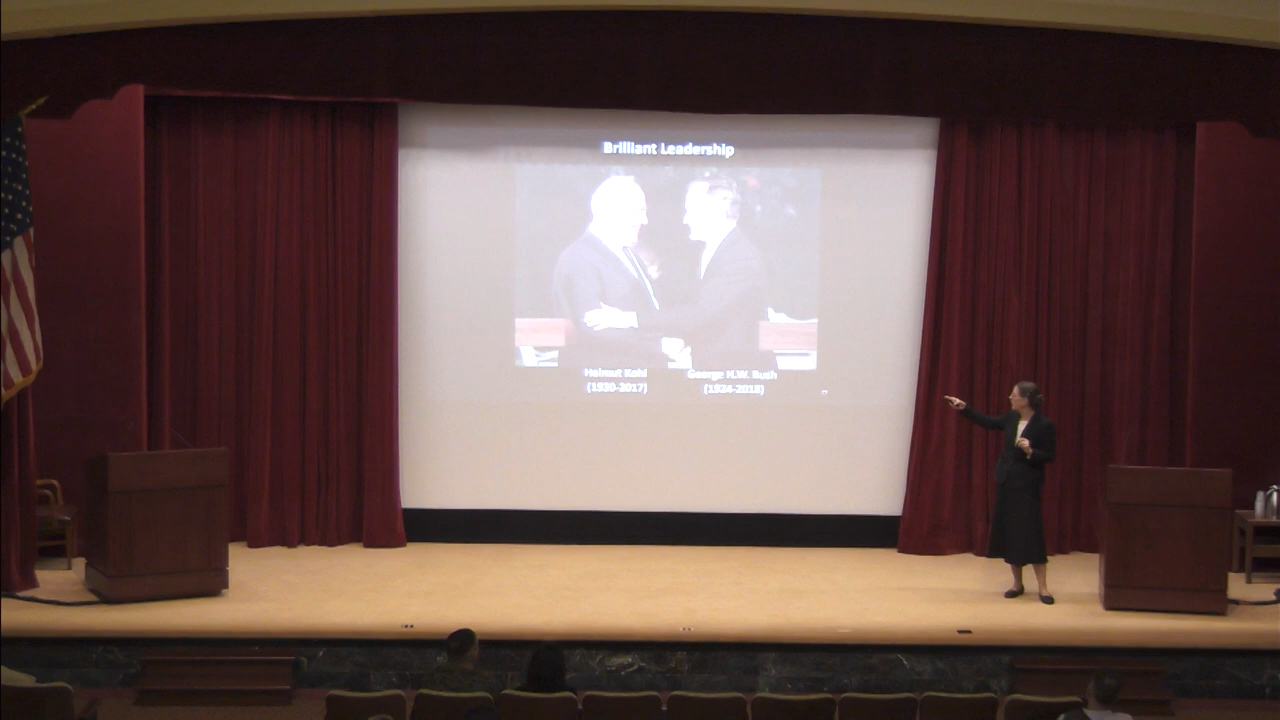 Brilliant Leadership
Helmut Kohl
George H.W. Bush
(1930-2017)
(1924-2018)